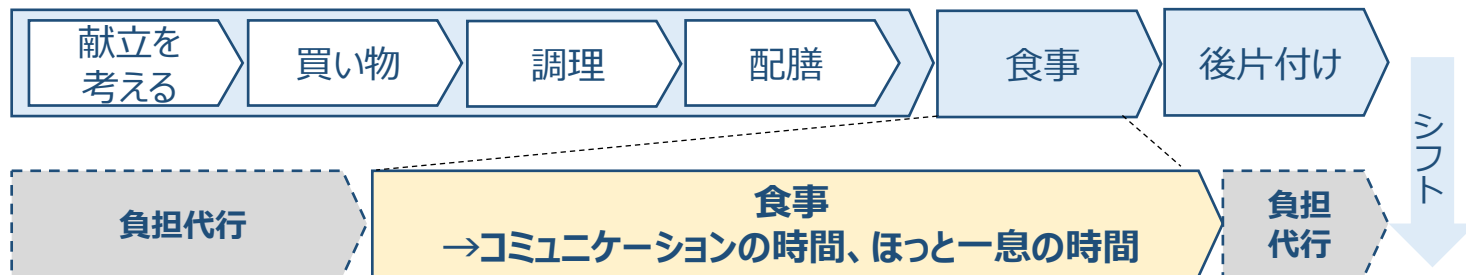 献立を
考える
買い物
調理
配膳
食事
後片付け
シフト
負担代行
食事
→コミュニケーションの時間、ほっと一息の時間
負担
代行